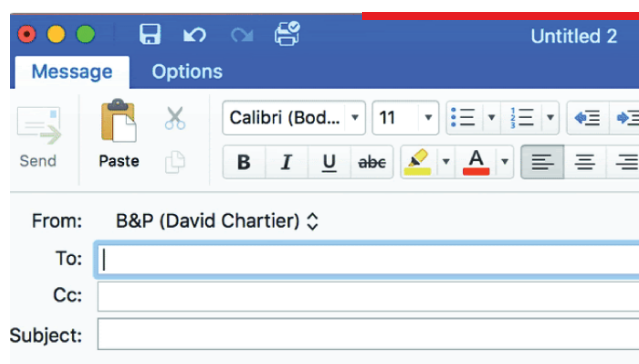 Untitled 2
Message Options
Calibri (Bod... 11
Send Paste B I U abc A
From: B&P (David Chartier)
To:
Cc:
Subject: